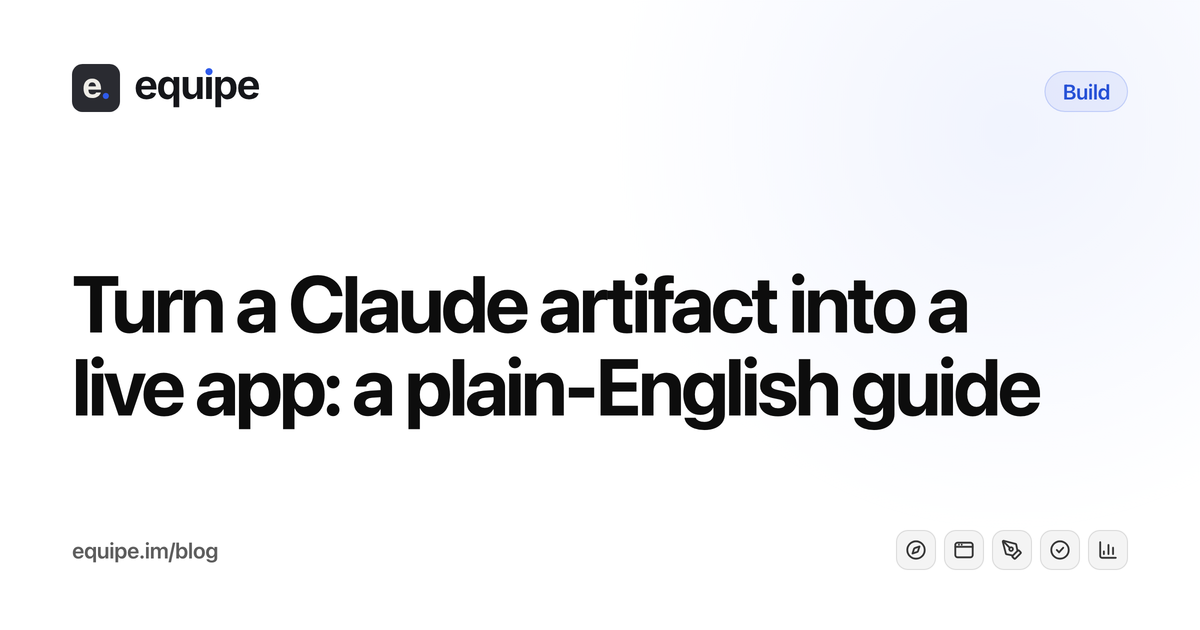 e.
equipe
Build
Turn a Claude artifact into a
live app: a plain-English guide
equipe.im/blog